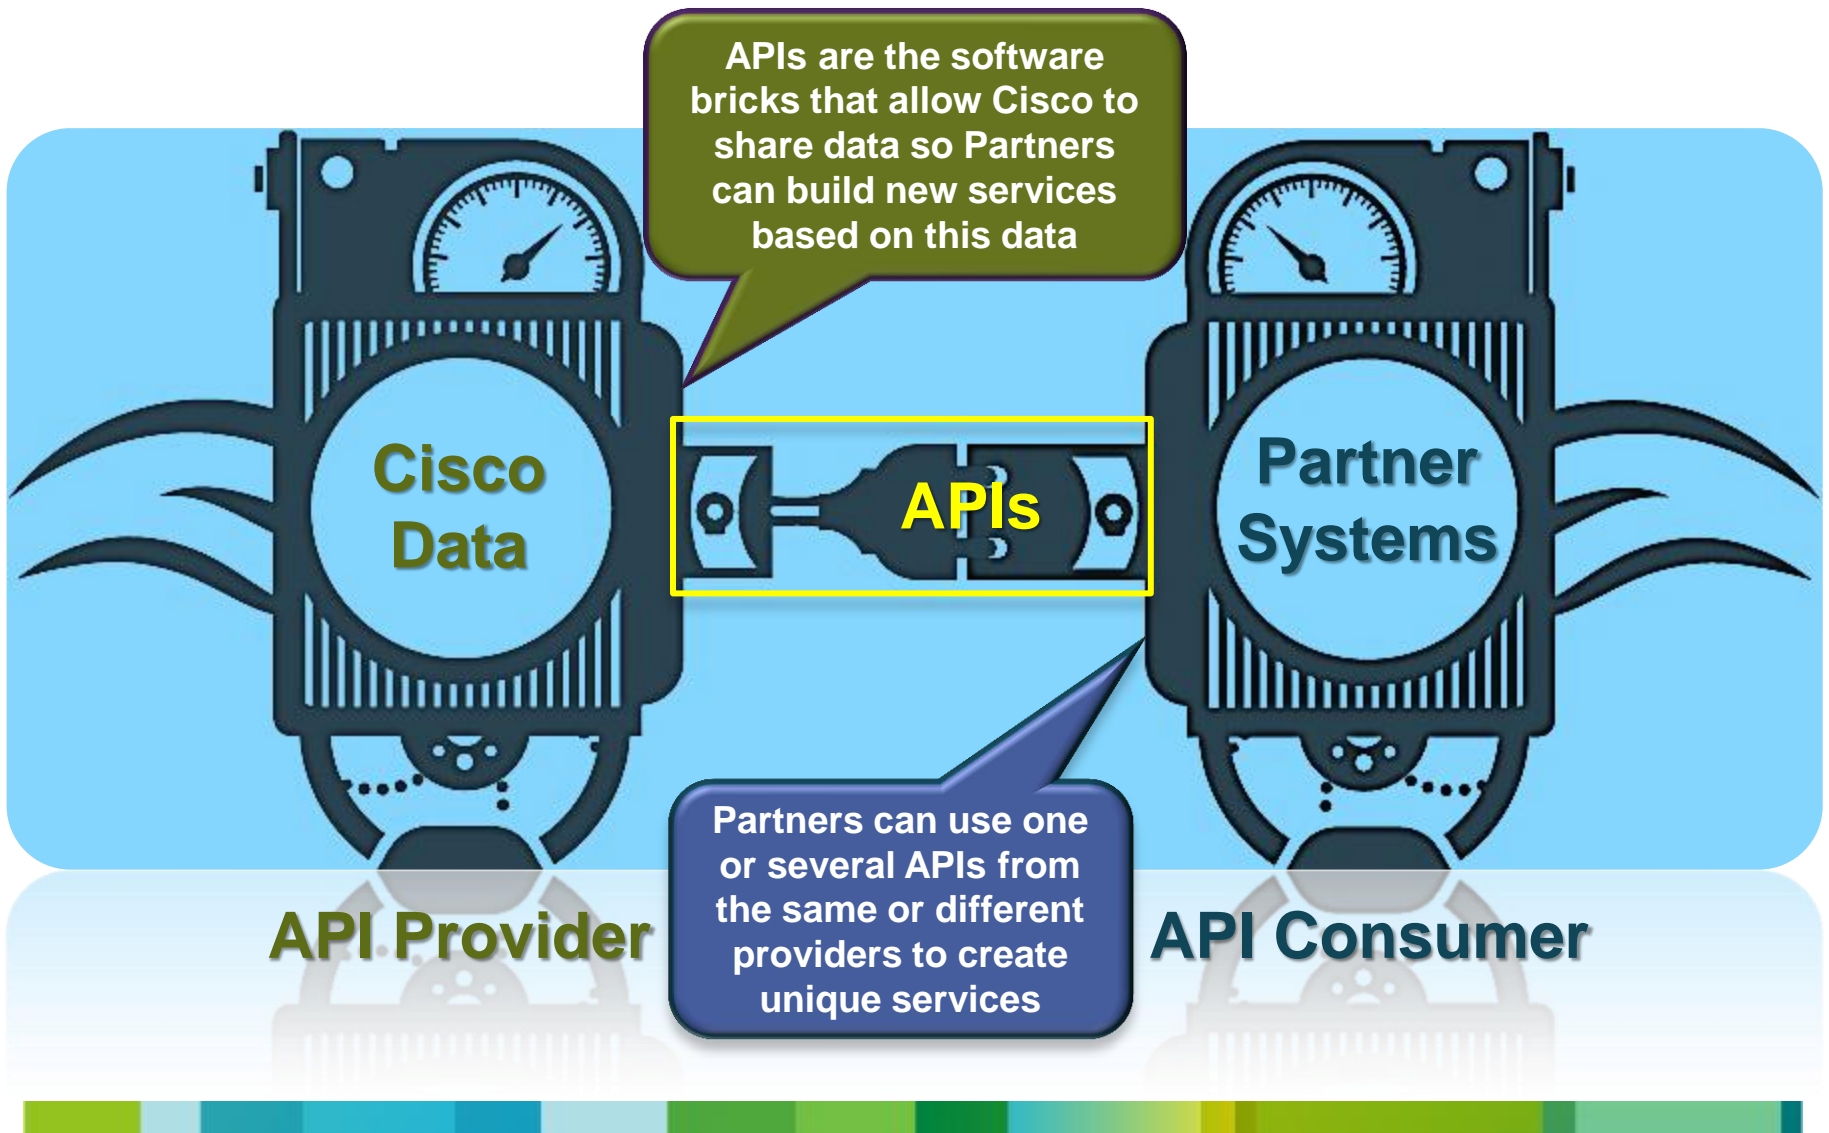 APIs are the software
bricks that allow Cisco to
share data so Partners
can build new services
based on this data
Cisco
Data
APIs
Partner
Systems
Partners can use one
or several APIs from
the same or different
providers to create
unique services
API Provider
API Consumer